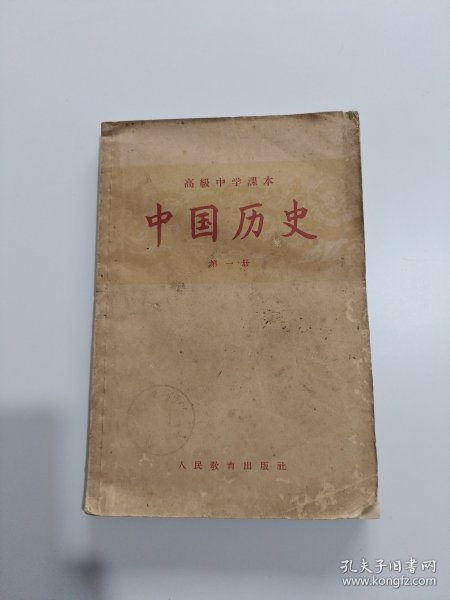 高級中学課本
中国历史
第一册
人民教育出版社
孔夫子旧书网
www.kongfz.com